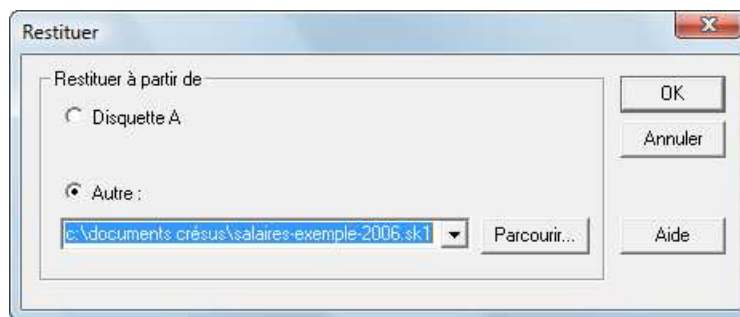 Restituer
Restituer à partir de
Disquette A
Autre :
c:\documents crésus\salaires-exemple-2006.sk1
Parcourir...
OK
Annuler
Aide